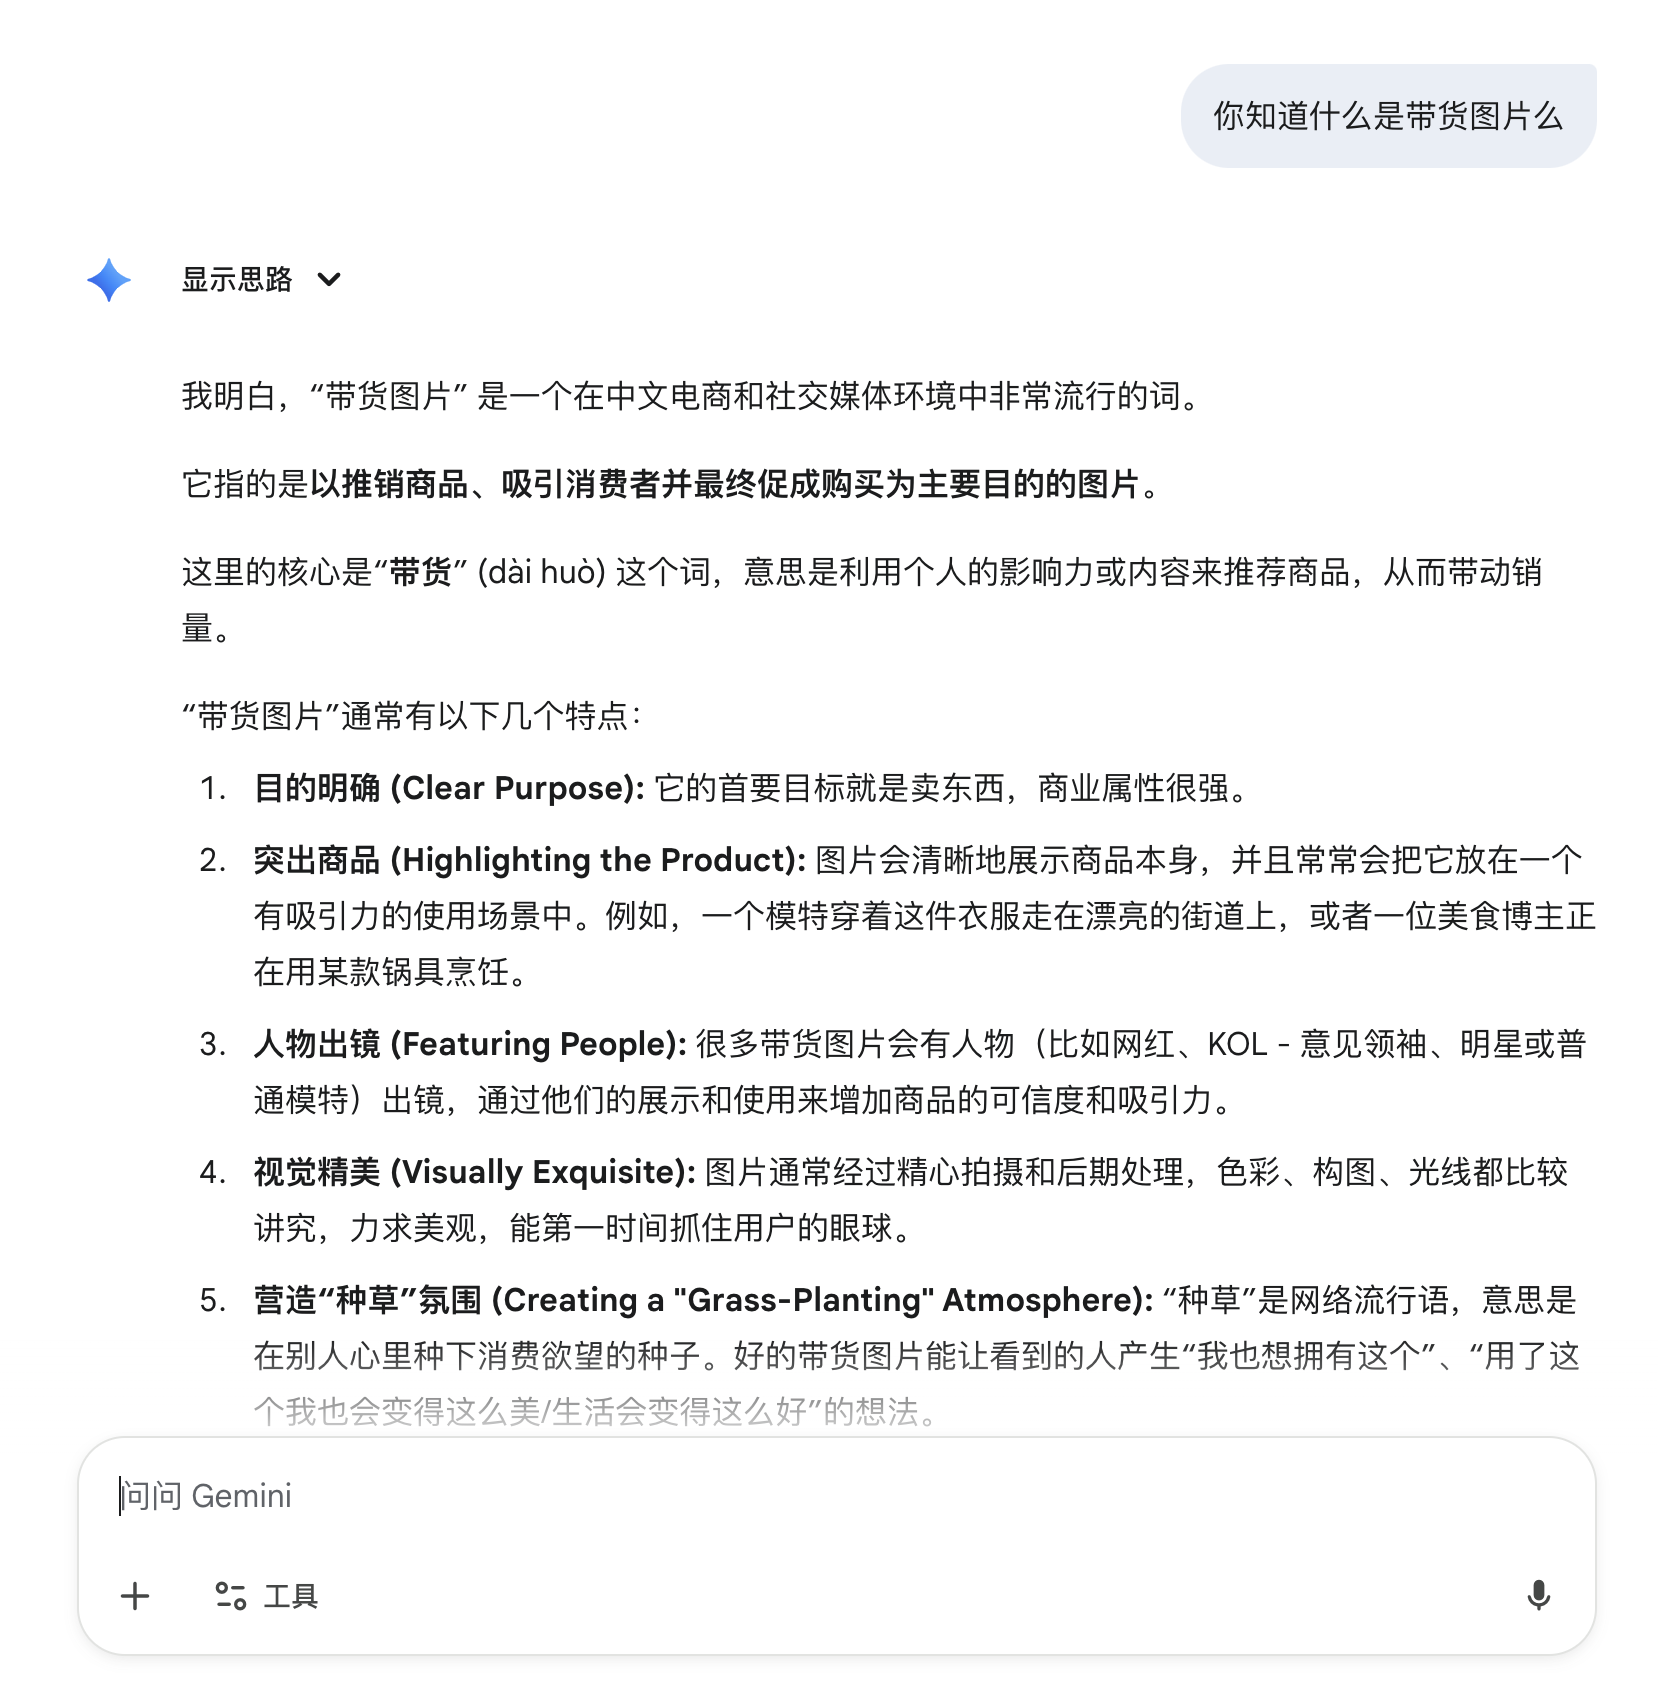 你知道什么是带货图片么
显示思路
我明白，“带货图片” 是一个在中文电商和社交媒体环境中非常流行的词。
它指的是以推销商品、吸引消费者并最终促成购买为主要目的的图片。
这里的核心是“带货” (dài huò) 这个词，意思是利用个人的影响力或内容来推荐商品，从而带动销
量。
“带货图片”通常有以下几个特点：
1. 目的明确 (Clear Purpose): 它的首要目标就是卖东西，商业属性很强。
2. 突出商品 (Highlighting the Product): 图片会清晰地展示商品本身，并且常常会把它放在一个
有吸引力的使用场景中。例如，一个模特穿着这件衣服走在漂亮的街道上，或者一位美食博主正
在用某款锅具烹饪。
3. 人物出镜 (Featuring People): 很多带货图片会有人物（比如网红、KOL - 意见领袖、明星或普
通模特）出镜，通过他们的展示和使用来增加商品的可信度和吸引力。
4. 视觉精美 (Visually Exquisite): 图片通常经过精心拍摄和后期处理，色彩、构图、光线都比较
讲究，力求美观，能第一时间抓住用户的眼球。
5. 营造“种草”氛围 (Creating a "Grass-Planting" Atmosphere): “种草”是网络流行语，意思是
在别人心里种下消费欲望的种子。好的带货图片能让看到的人产生“我也想拥有这个”、“用了这
个我也会变得这么美/生活会变得这么好”的想法。
问问 Gemini
工具